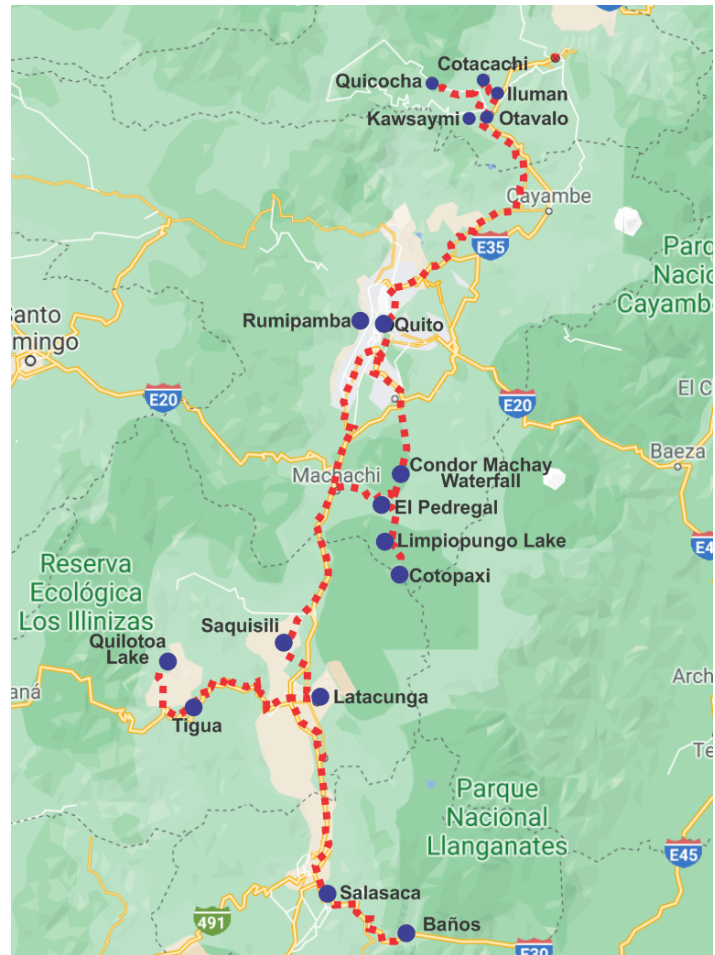 Cotacachi
Quicocha
Iluman
Kawsaymi
Otavalo
Cayambe
E35
Parq
Nacio
Cayambe
Rumipamba
Quito
Santo
mingo
E20
E20
El C
Baeza
Machachi
Condor Machay
Waterfall
El Pedregal
E4
Limpiopungo Lake
Reserva
Ecológica
Los Illinizas
Cotopaxi
Saquisili
Quilotoa
Lake
Arch
aná
Latacunga
Tigua
Te
Parque
Nacional
Llanganates
E45
Salasaca
491
Baños
E30